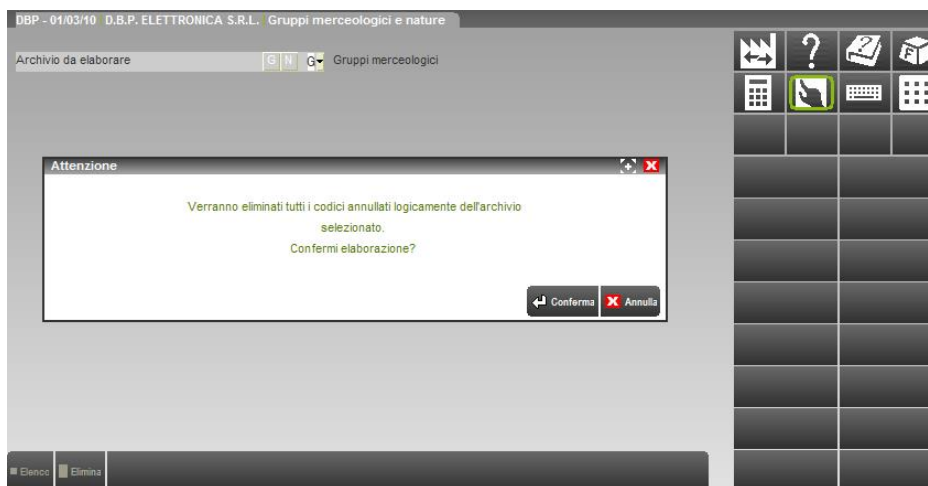 DBP - 01/03/10 D.B.P. ELETTRONICA S.R.L. Gruppi merceologici e nature
Archivio da elaborare G N G Gruppi merceologici
Attenzione
Verranno eliminati tutti i codici annullati logicamente dell'archivio
selezionato.
Confermi elaborazione?
Conferma Annulla
Elenco Elimina